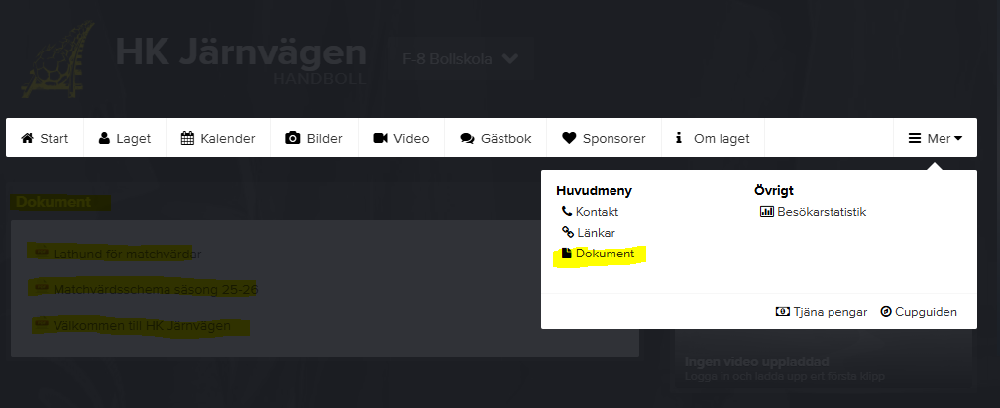 HK Järnvägen
HANDBOLL
F-8 Bollskola
Start Laget Kalender Bilder Video Gästbok Sponsorer Om laget Mer
Huvudmeny
Kontakt
Länkar
Dokument
Övrigt
Besökarstatistik
Tjäna pengar Cupguiden
Dokument
Lathund för matchvärdar
Matchvärdsschema säsong 25-26
Välkommen till HK Järnvägen
Ingen video uppladdad
Logga in och ladda upp ert första klipp